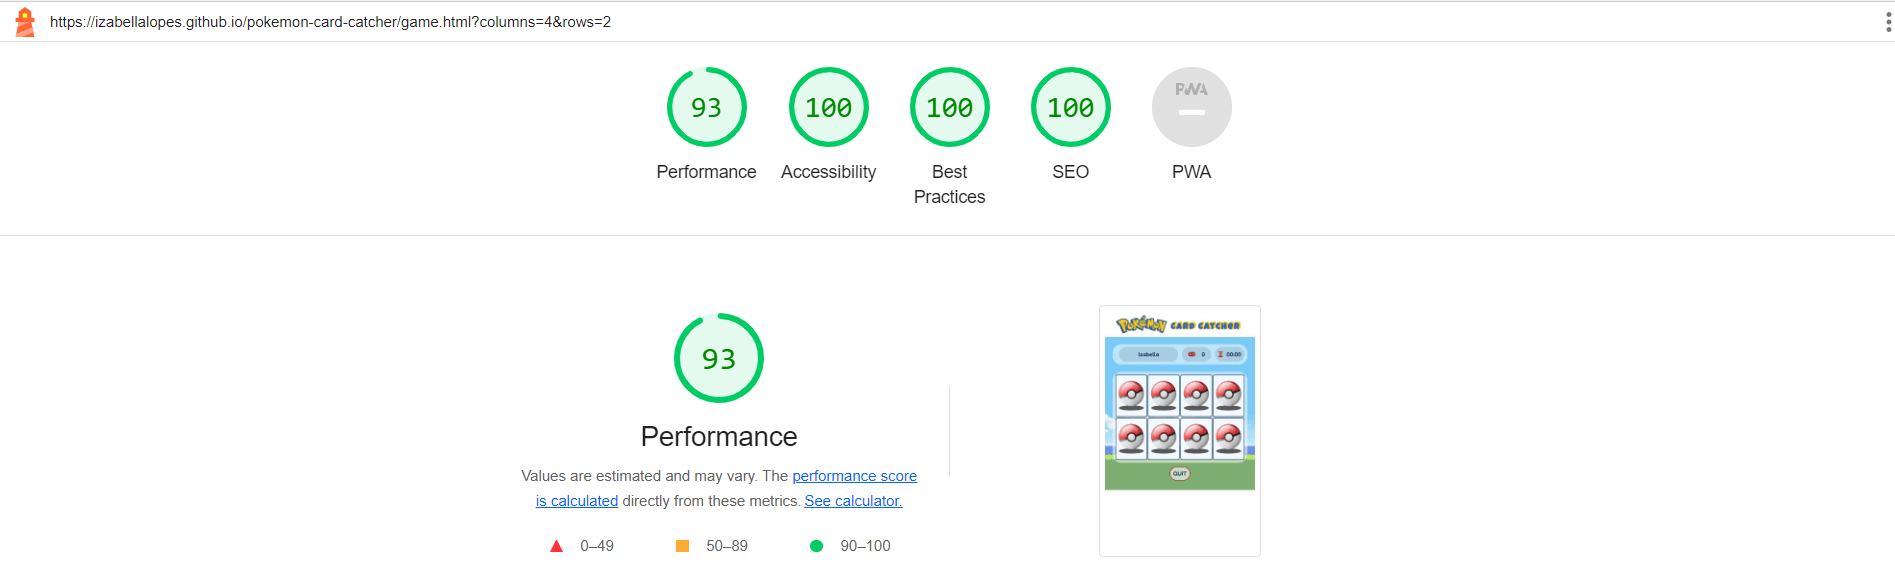 https://izabellalopes.github.io/pokemon-card-catcher/game.html?columns=4&rows=2
93
100
100
100
PWA
Performance
Accessibility
Best
Practices
SEO
PWA
93
Performance
Values are estimated and may vary. The performance score
is calculated directly from these metrics. See calculator.
0–49
50–89
90–100
POKéMON CARD CATCHER
Izabella
0
00:00
QUIT